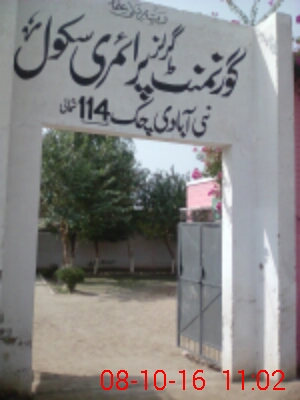 گورنمنٹ گرلز پرائمری سکول
نئی آبادی چک 114 شمالی
08-10-16 11:02